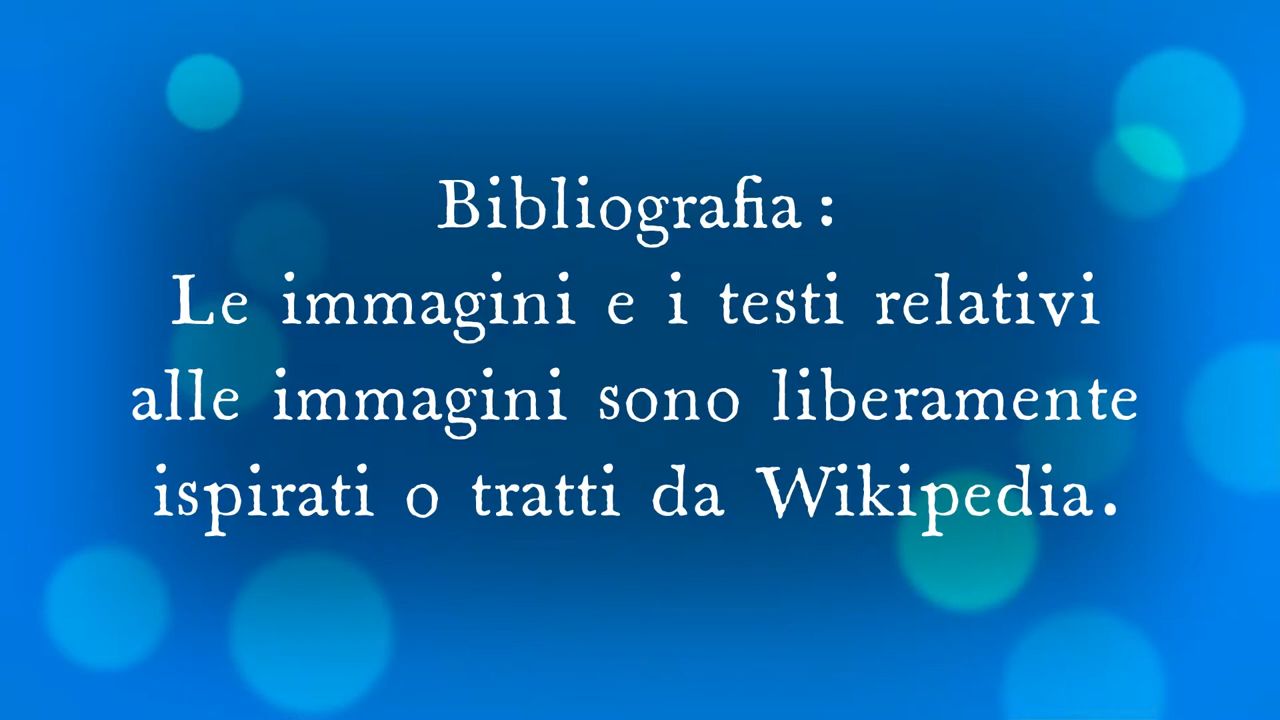 Bibliografia :
Le immagini e i testi relativi
alle immagini sono liberamente
ispirati o tratti da Wikipedia.